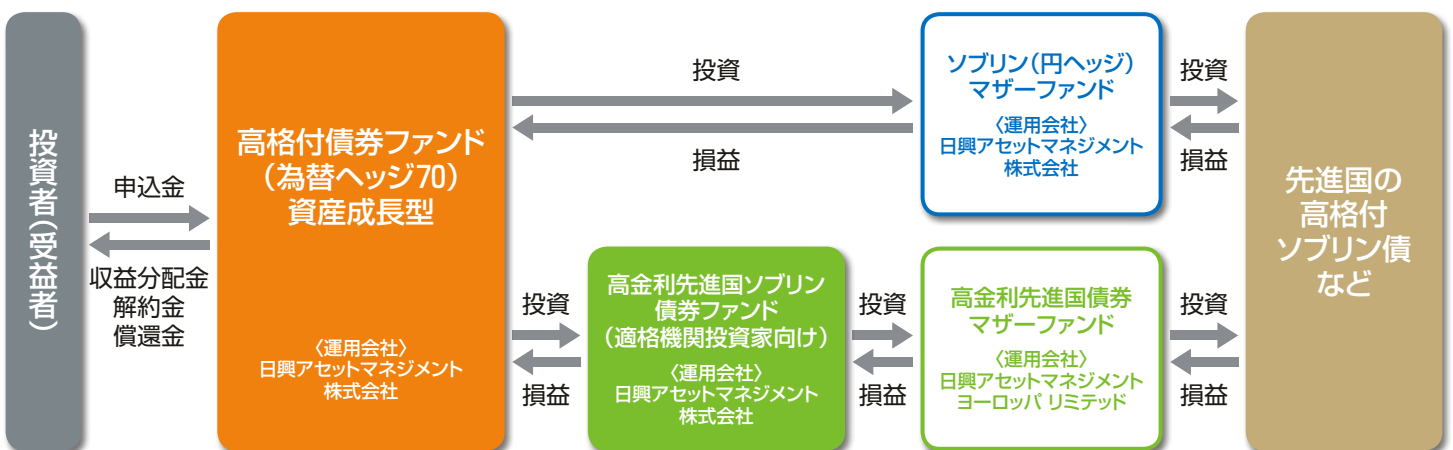 投資者(受益者)
申込金
収益分配金
解約金
償還金
高格付債券ファンド
(為替ヘッジ70)
資産成長型
〈運用会社〉
日興アセットマネジメント
株式会社
投資
損益
ソブリン(円ヘッジ)
マザーファンド
〈運用会社〉
日興アセットマネジメント
株式会社
投資
損益
投資
損益
高金利先進国ソブリン
債券ファンド
(適格機関投資家向け)
〈運用会社〉
日興アセットマネジメント
株式会社
投資
損益
高金利先進国債券
マザーファンド
〈運用会社〉
日興アセットマネジメント
ヨーロッパ リミテッド
投資
損益
先進国の
高格付
ソブリン債
など